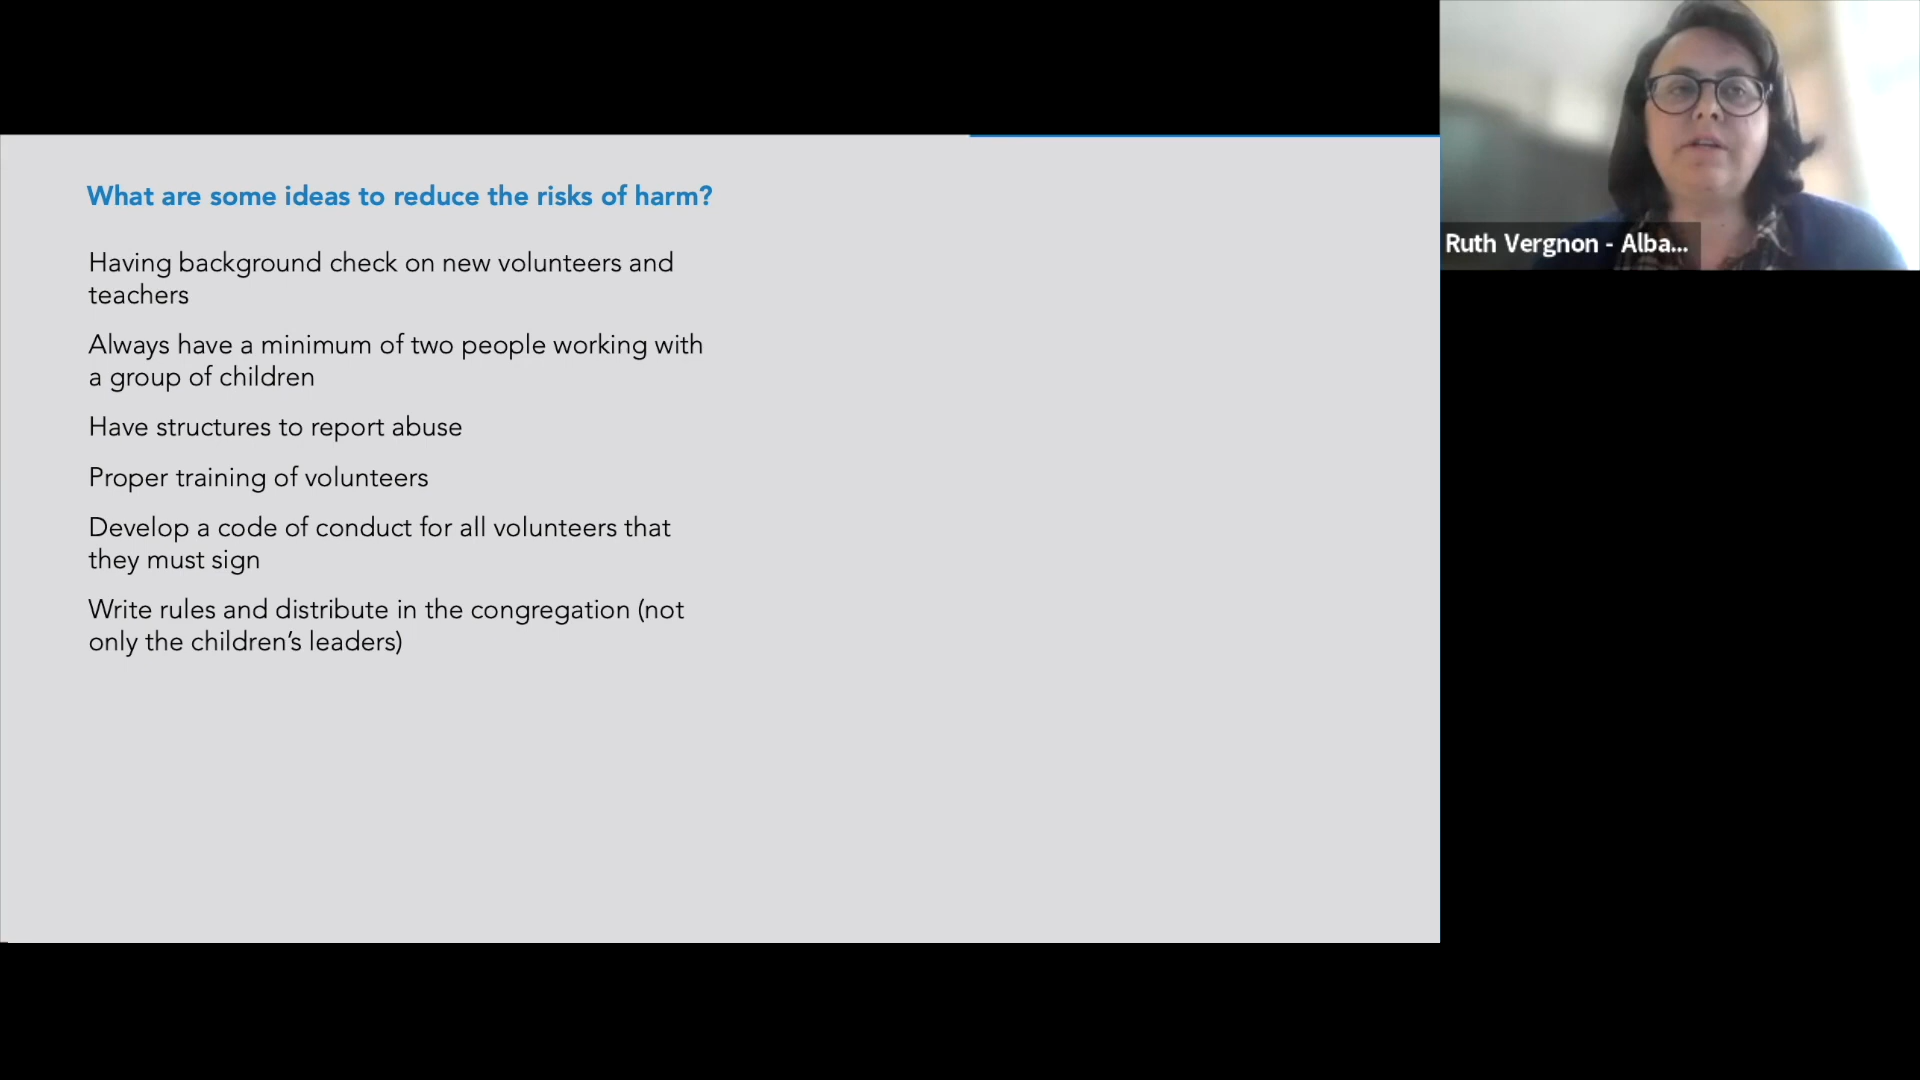 What are some ideas to reduce the risks of harm?
Having background check on new volunteers and
teachers
Always have a minimum of two people working with
a group of children
Have structures to report abuse
Proper training of volunteers
Develop a code of conduct for all volunteers that
they must sign
Write rules and distribute in the congregation (not
only the children’s leaders)
Ruth Vergnon - Alba...